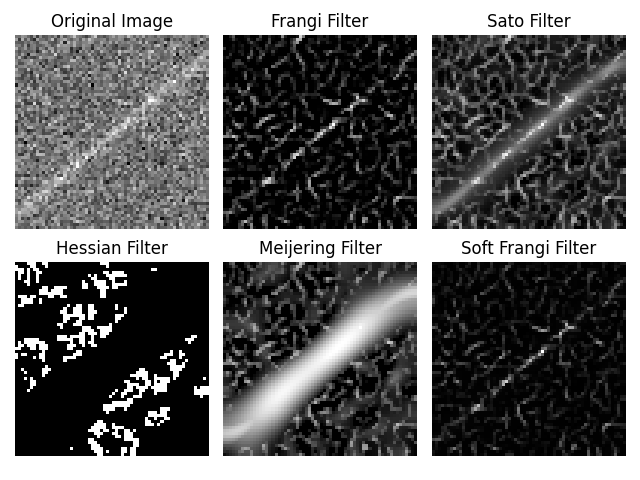 Original Image
Frangi Filter
Sato Filter
Hessian Filter
Meijering Filter
Soft Frangi Filter